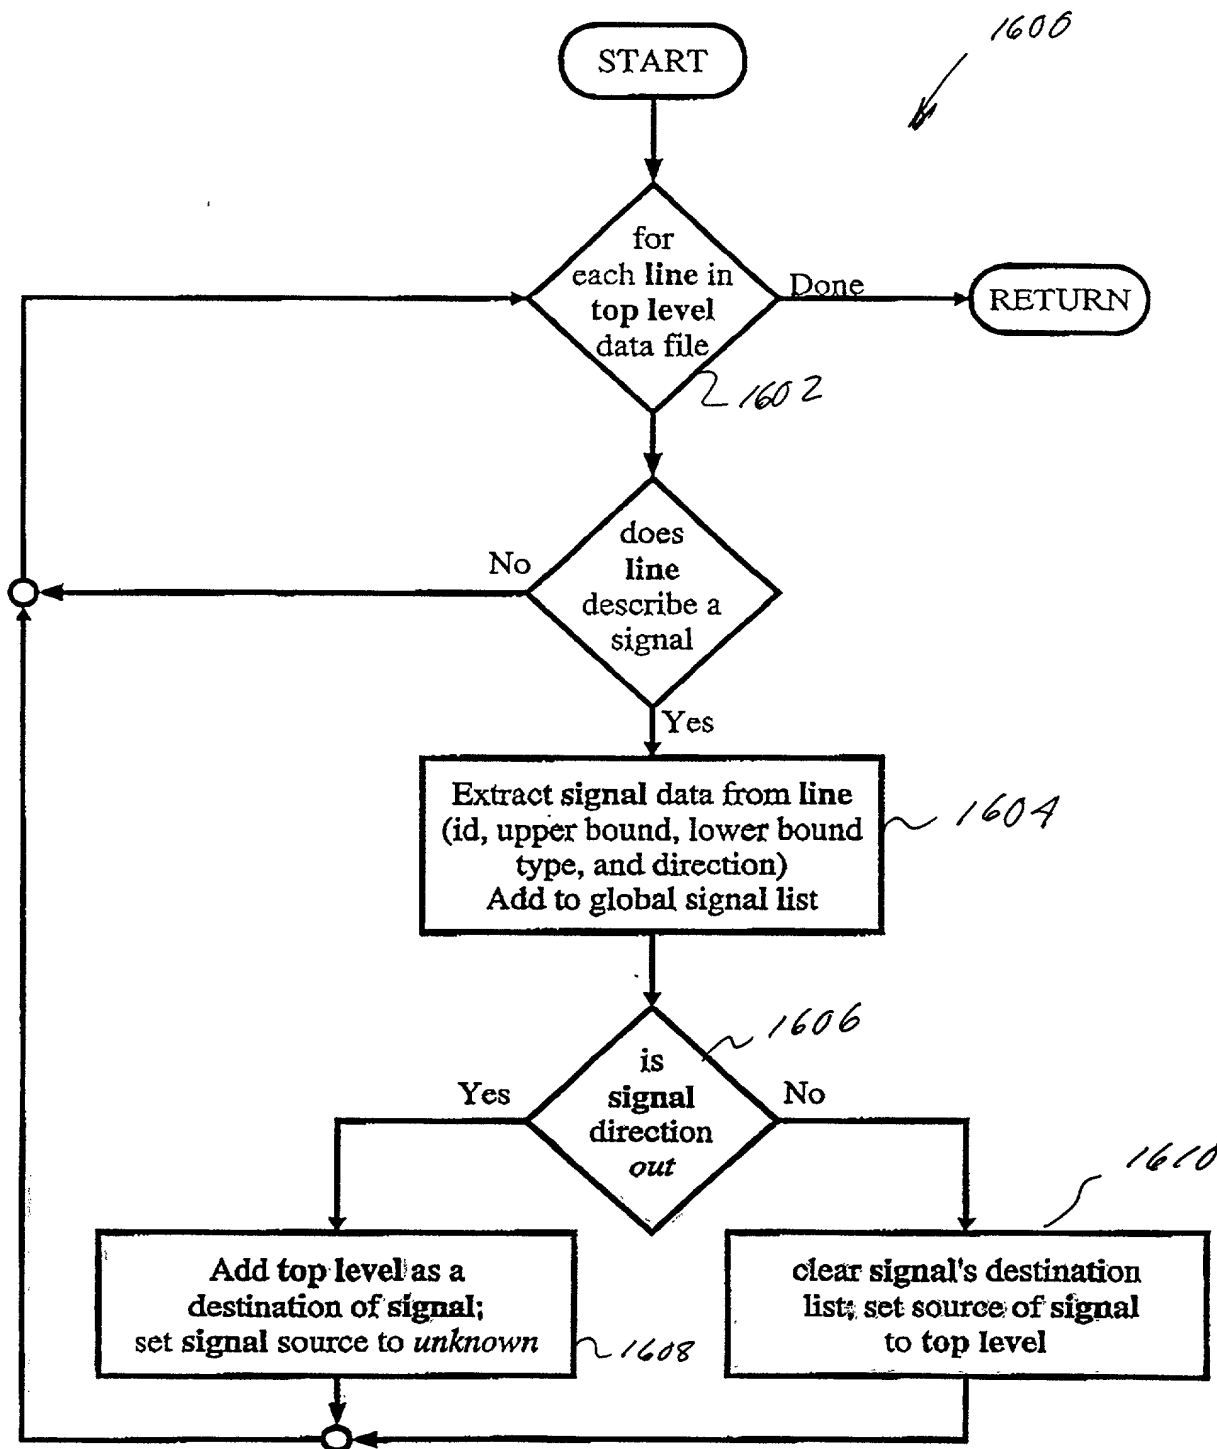 1600
START
for
each line in
top level
data file
Done
RETURN
1602
does
line
describe a
signal
No
Yes
Extract signal data from line
(id, upper bound, lower bound
type, and direction)
Add to global signal list
1604
1606
is
signal
direction
out
Yes
No
1610
Add top level as a
destination of signal;
set signal source to unknown
1608
clear signal's destination
list; set source of signal
to top level